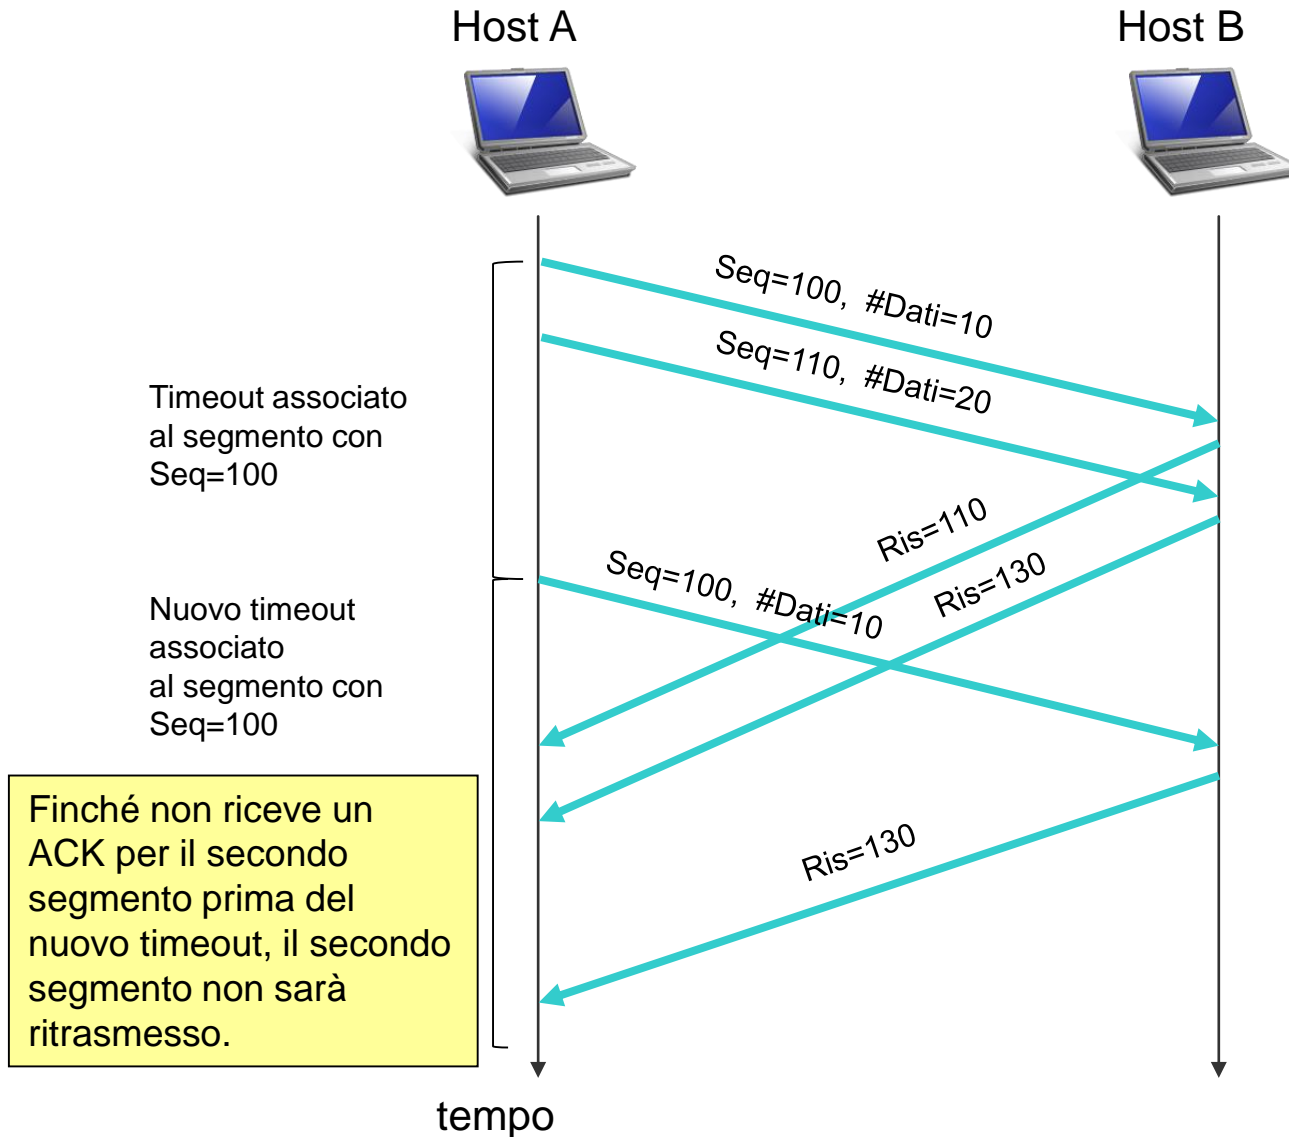 Host A
Host B
Seq=100,  #Dati=10
Seq=110,  #Dati=20
Timeout associato
al segmento con
Seq=100
Ris=110
Ris=130
Seq=100,  #Dati=10
Nuovo timeout
associato
al segmento con
Seq=100
Finché non riceve un
ACK per il secondo
segmento prima del
nuovo timeout, il secondo
segmento non sarà
ritrasmesso.
Ris=130
tempo